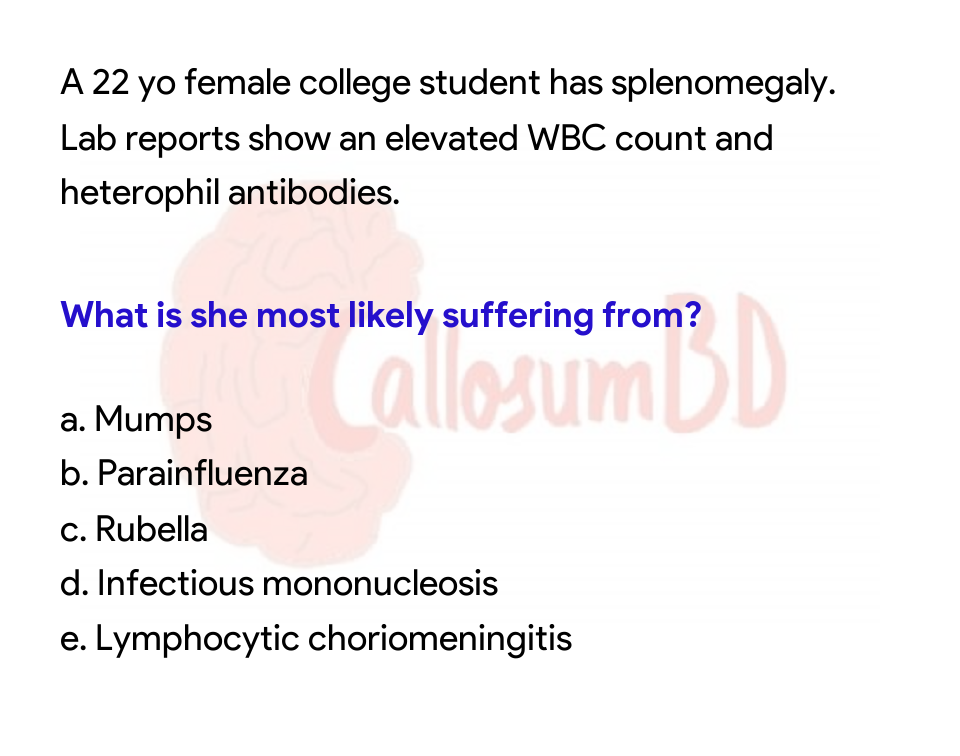 A 22 yo female college student has splenomegaly.
Lab reports show an elevated WBC count and
heterophil antibodies.
What is she most likely suffering from?
CallosumBD
a. Mumps
b. Parainfluenza
c. Rubella
d. Infectious mononucleosis
e. Lymphocytic choriomeningitis